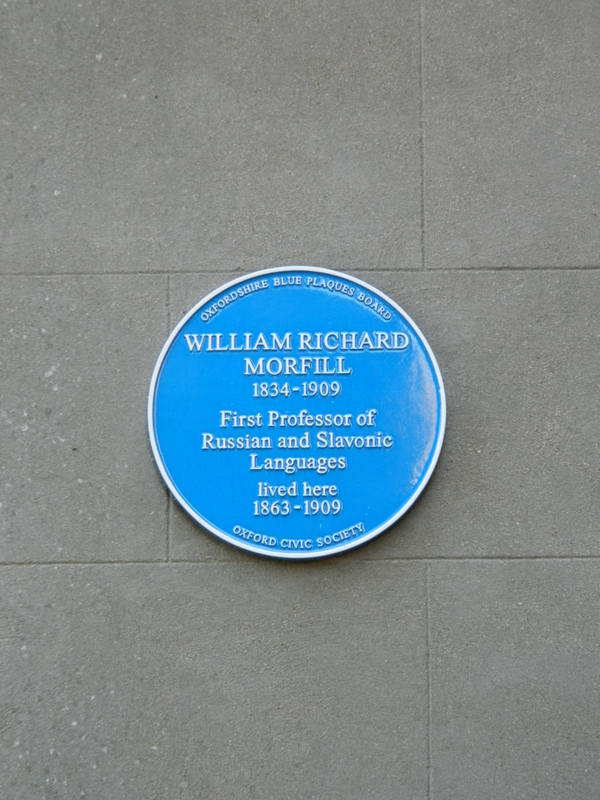 OXFORDSHIRE BLUE PLAQUES BOARD
WILLIAM RICHARD
MORFILL
1834-1909
First Professor of
Russian and Slavonic
Languages
lived here
1863-1909
OXFORD CIVIC SOCIETY